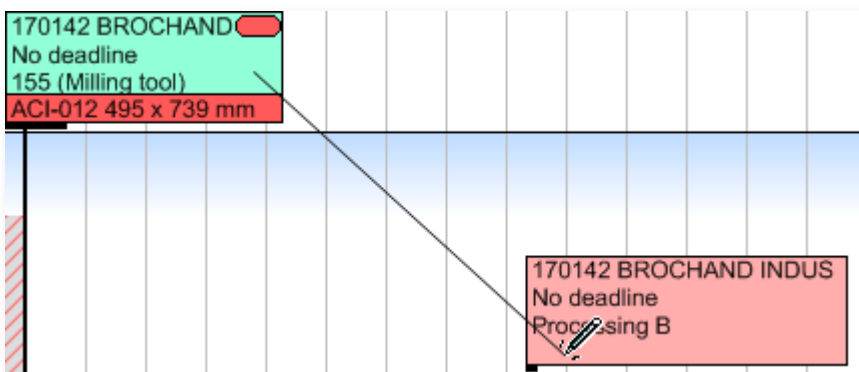 170142 BROCHAND
No deadline
155 (Milling tool)
ACI-012 495 x 739 mm
170142 BROCHAND INDUS
No deadline
Processing B